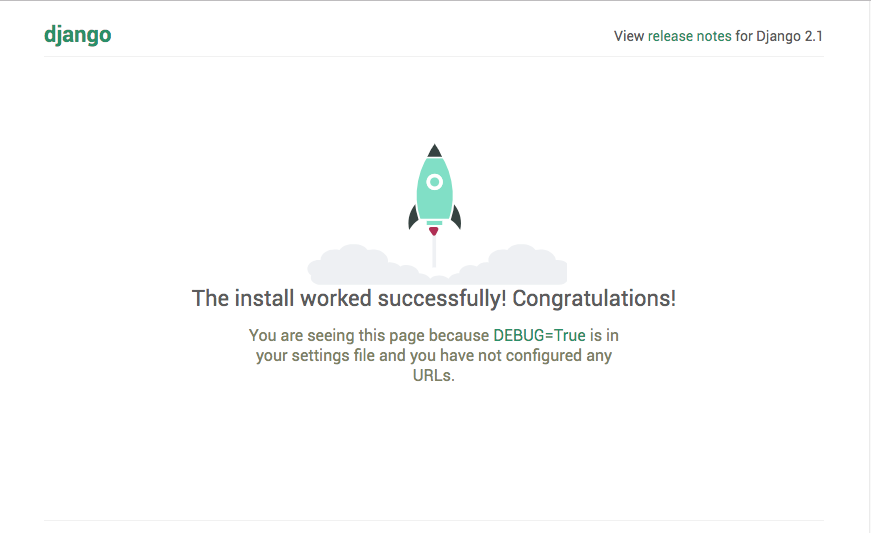 django
View release notes for Django 2.1
The install worked successfully! Congratulations!
You are seeing this page because DEBUG=True is in
your settings file and you have not configured any
URLs.